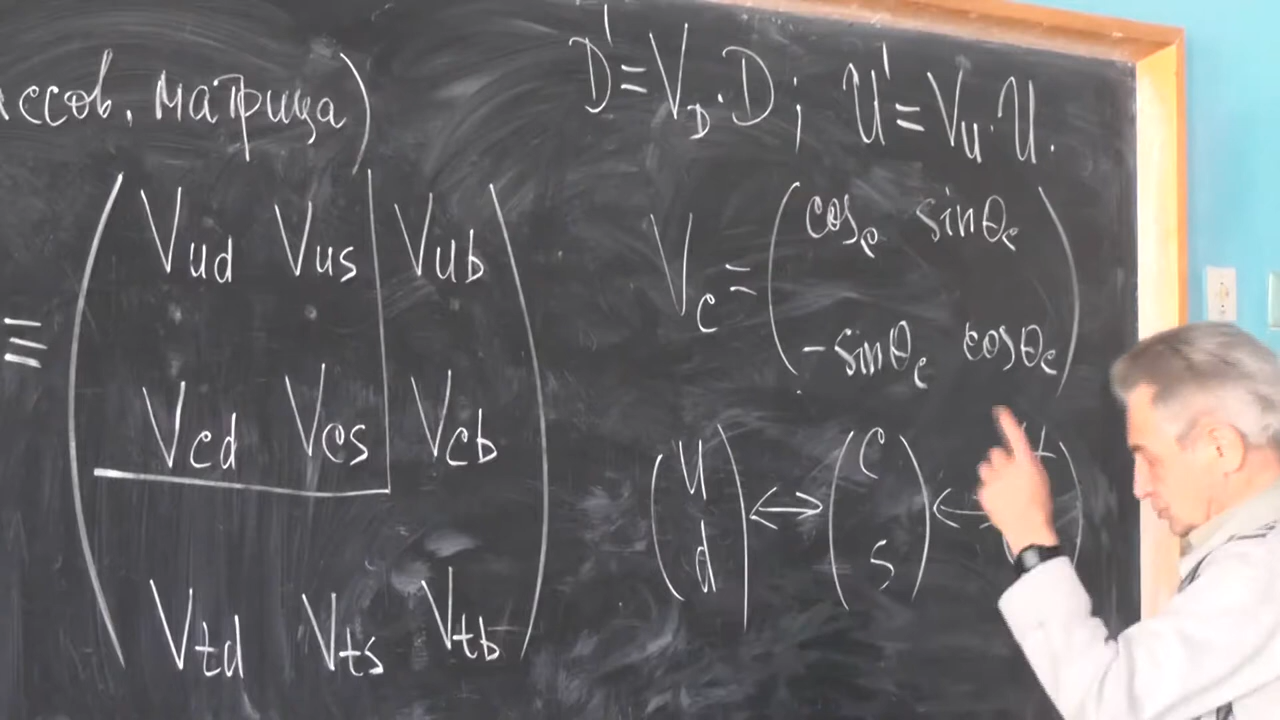 ссов. матрица)
D' = V_D · D ; U' = V_u · U.
≡ ( V_ud V_us | V_ub
V_cd V_cs | V_cb
V_td V_ts V_tb )
V_c = ( cos_c sinθ_c
-sinθ_c cosθ_c )
( u d ) ↔ ( c s ) ↔ ( t